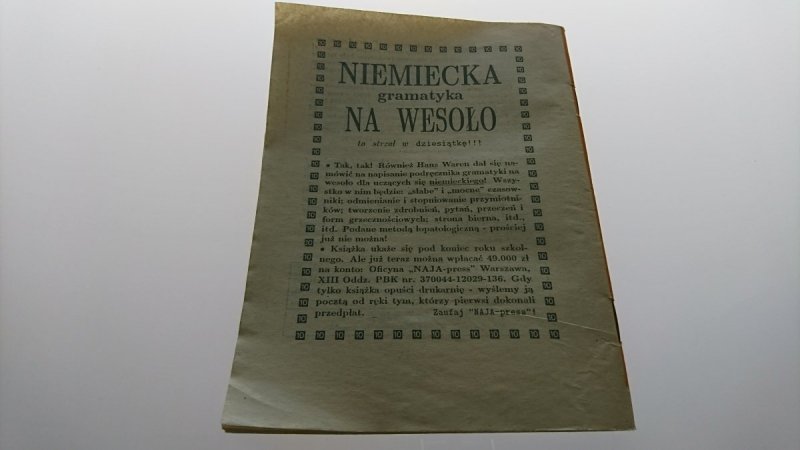 NIEMIECKA
gramatyka
NA WESOŁO
to strzał w dziesiątkę!!!
• Tak, tak! Również Hans Waren dał się na-
mówić na napisanie podręcznika gramatyki na
wesoło dla uczących się niemieckiego! Wszy-
stko w nim będzie: „słabe" i „mocne" czasow-
niki; odmienianie i stopniowanie przymiotni-
ków; tworzenie zdrobnień, pytań, przeczeń i
form grzecznościowych; strona bierna, itd.,
itd. Podane metodą łopatologiczną - prościej
już nie można!
• Książka ukaże się pod koniec roku szkol-
nego. Ale już teraz można wpłacać 49.000 zł
na konto: Oficyna „NAJA-press" Warszawa,
XIII Oddz. PBK nr. 370044-12029-136. Gdy
tylko książka opuści drukarnię - wyślemy ją
pocztą od ręki tym, którzy pierwsi dokonali
przedpłat. Zaufaj "NAJA-press"!